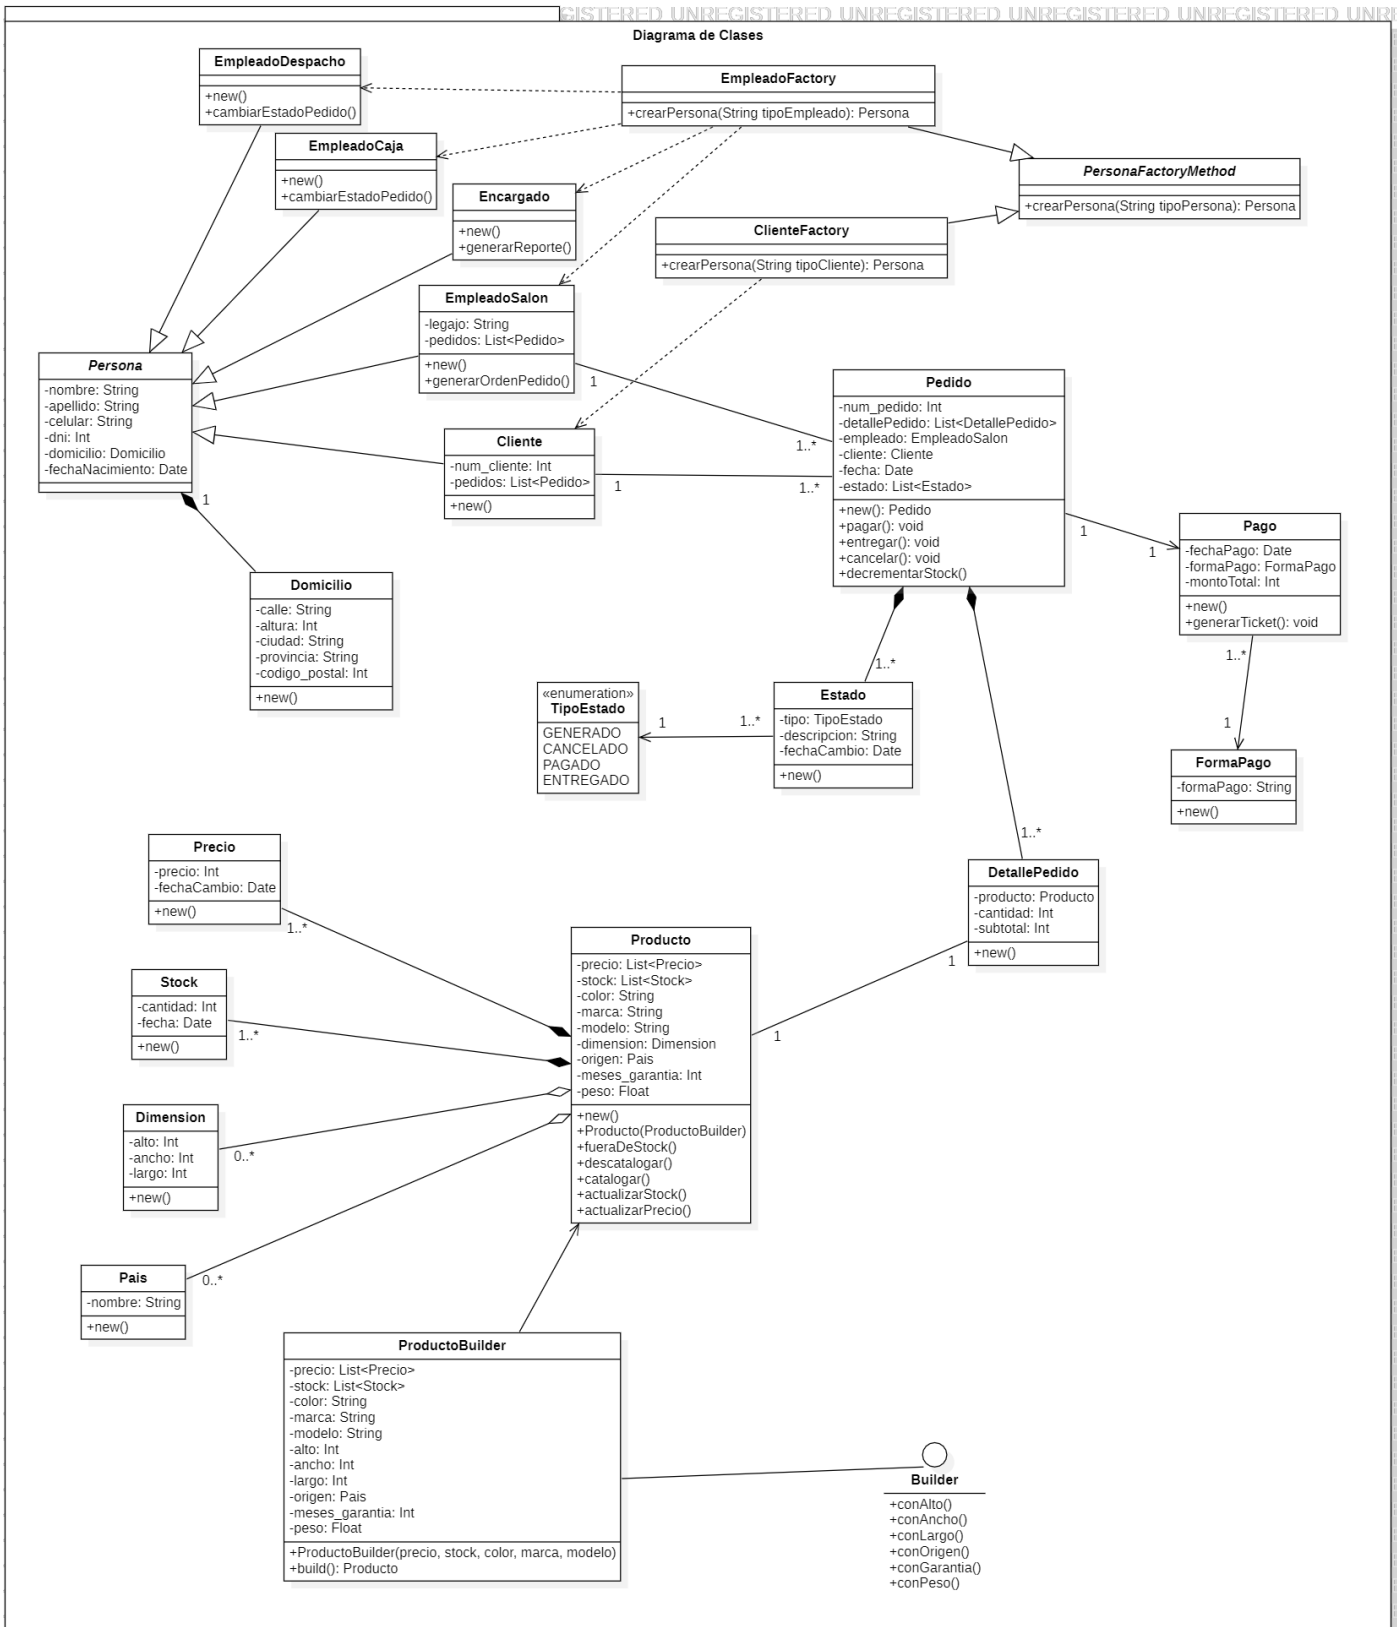 GISTERED UNREGISTERED UNREGISTERED UNREGISTERED UNREGISTERED UNR
Diagrama de Clases
EmpleadoDespacho
+new()
+cambiarEstadoPedido()
EmpleadoFactory
+crearPersona(String tipoEmpleado): Persona
EmpleadoCaja
+new()
+cambiarEstadoPedido()
PersonaFactoryMethod
+crearPersona(String tipoPersona): Persona
Encargado
+new()
+generarReporte()
ClienteFactory
+crearPersona(String tipoCliente): Persona
EmpleadoSalon
-legajo: String
-pedidos: List<Pedido>
+new()
+generarOrdenPedido()
1
1..*
Persona
-nombre: String
-apellido: String
-celular: String
-dni: Int
-domicilio: Domicilio
-fechaNacimiento: Date
1
Cliente
-num_cliente: Int
-pedidos: List<Pedido>
+new()
1
1..*
Pedido
-num_pedido: Int
-detallePedido: List<DetallePedido>
-empleado: EmpleadoSalon
-cliente: Cliente
-fecha: Date
-estado: List<Estado>
+new(): Pedido
+pagar(): void
+entregar(): void
+cancelar(): void
+decrementarStock()
1
1
Pago
-fechaPago: Date
-formaPago: FormaPago
-montoTotal: Int
+new()
+generarTicket(): void
1..*
1
Domicilio
-calle: String
-altura: Int
-ciudad: String
-provincia: String
-codigo_postal: Int
+new()
1..*
«enumeration»
TipoEstado
GENERADO
CANCELADO
PAGADO
ENTREGADO
1
1..*
Estado
-tipo: TipoEstado
-descripcion: String
-fechaCambio: Date
+new()
FormaPago
-formaPago: String
+new()
1..*
Precio
-precio: Int
-fechaCambio: Date
+new()
1..*
DetallePedido
-producto: Producto
-cantidad: Int
-subtotal: Int
+new()
1
1
Producto
-precio: List<Precio>
-stock: List<Stock>
-color: String
-marca: String
-modelo: String
-dimension: Dimension
-origen: Pais
-meses_garantia: Int
-peso: Float
+new()
+Producto(ProductoBuilder)
+fueraDeStock()
+descatalogar()
+catalogar()
+actualizarStock()
+actualizarPrecio()
Stock
-cantidad: Int
-fecha: Date
+new()
1..*
Dimension
-alto: Int
-ancho: Int
-largo: Int
+new()
0..*
Pais
-nombre: String
+new()
0..*
ProductoBuilder
-precio: List<Precio>
-stock: List<Stock>
-color: String
-marca: String
-modelo: String
-alto: Int
-ancho: Int
-largo: Int
-origen: Pais
-meses_garantia: Int
-peso: Float
+ProductoBuilder(precio, stock, color, marca, modelo)
+build(): Producto
Builder
+conAlto()
+conAncho()
+conLargo()
+conOrigen()
+conGarantia()
+conPeso()